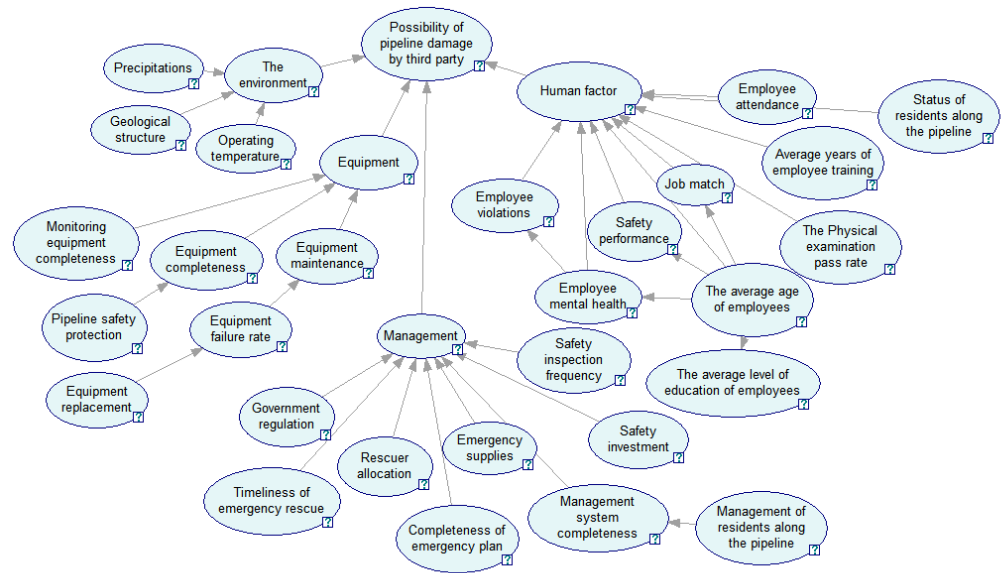 Possibility of
pipeline damage
by third party
?
Precipitations
?
The
environment
?
Human factor
?
Employee
attendance
?
Status of
residents along
the pipeline
?
Geological
structure
?
Operating
temperature
?
Equipment
?
Average years of
employee training
?
Job match
?
Employee
violations
?
Safety
performance
?
The Physical
examination
pass rate
?
Monitoring
equipment
completeness
?
Equipment
completeness
?
Equipment
maintenance
?
Employee
mental health
?
The average age
of employees
?
Pipeline safety
protection
?
Equipment
failure rate
?
Management
?
Safety
inspection
frequency
?
The average level of
education of employees
?
Equipment
replacement
?
Government
regulation
?
Rescuer
allocation
?
Emergency
supplies
?
Safety
investment
?
Timeliness of
emergency rescue
?
Completeness of
emergency plan
?
Management
system
completeness
?
Management of
residents along
the pipeline
?